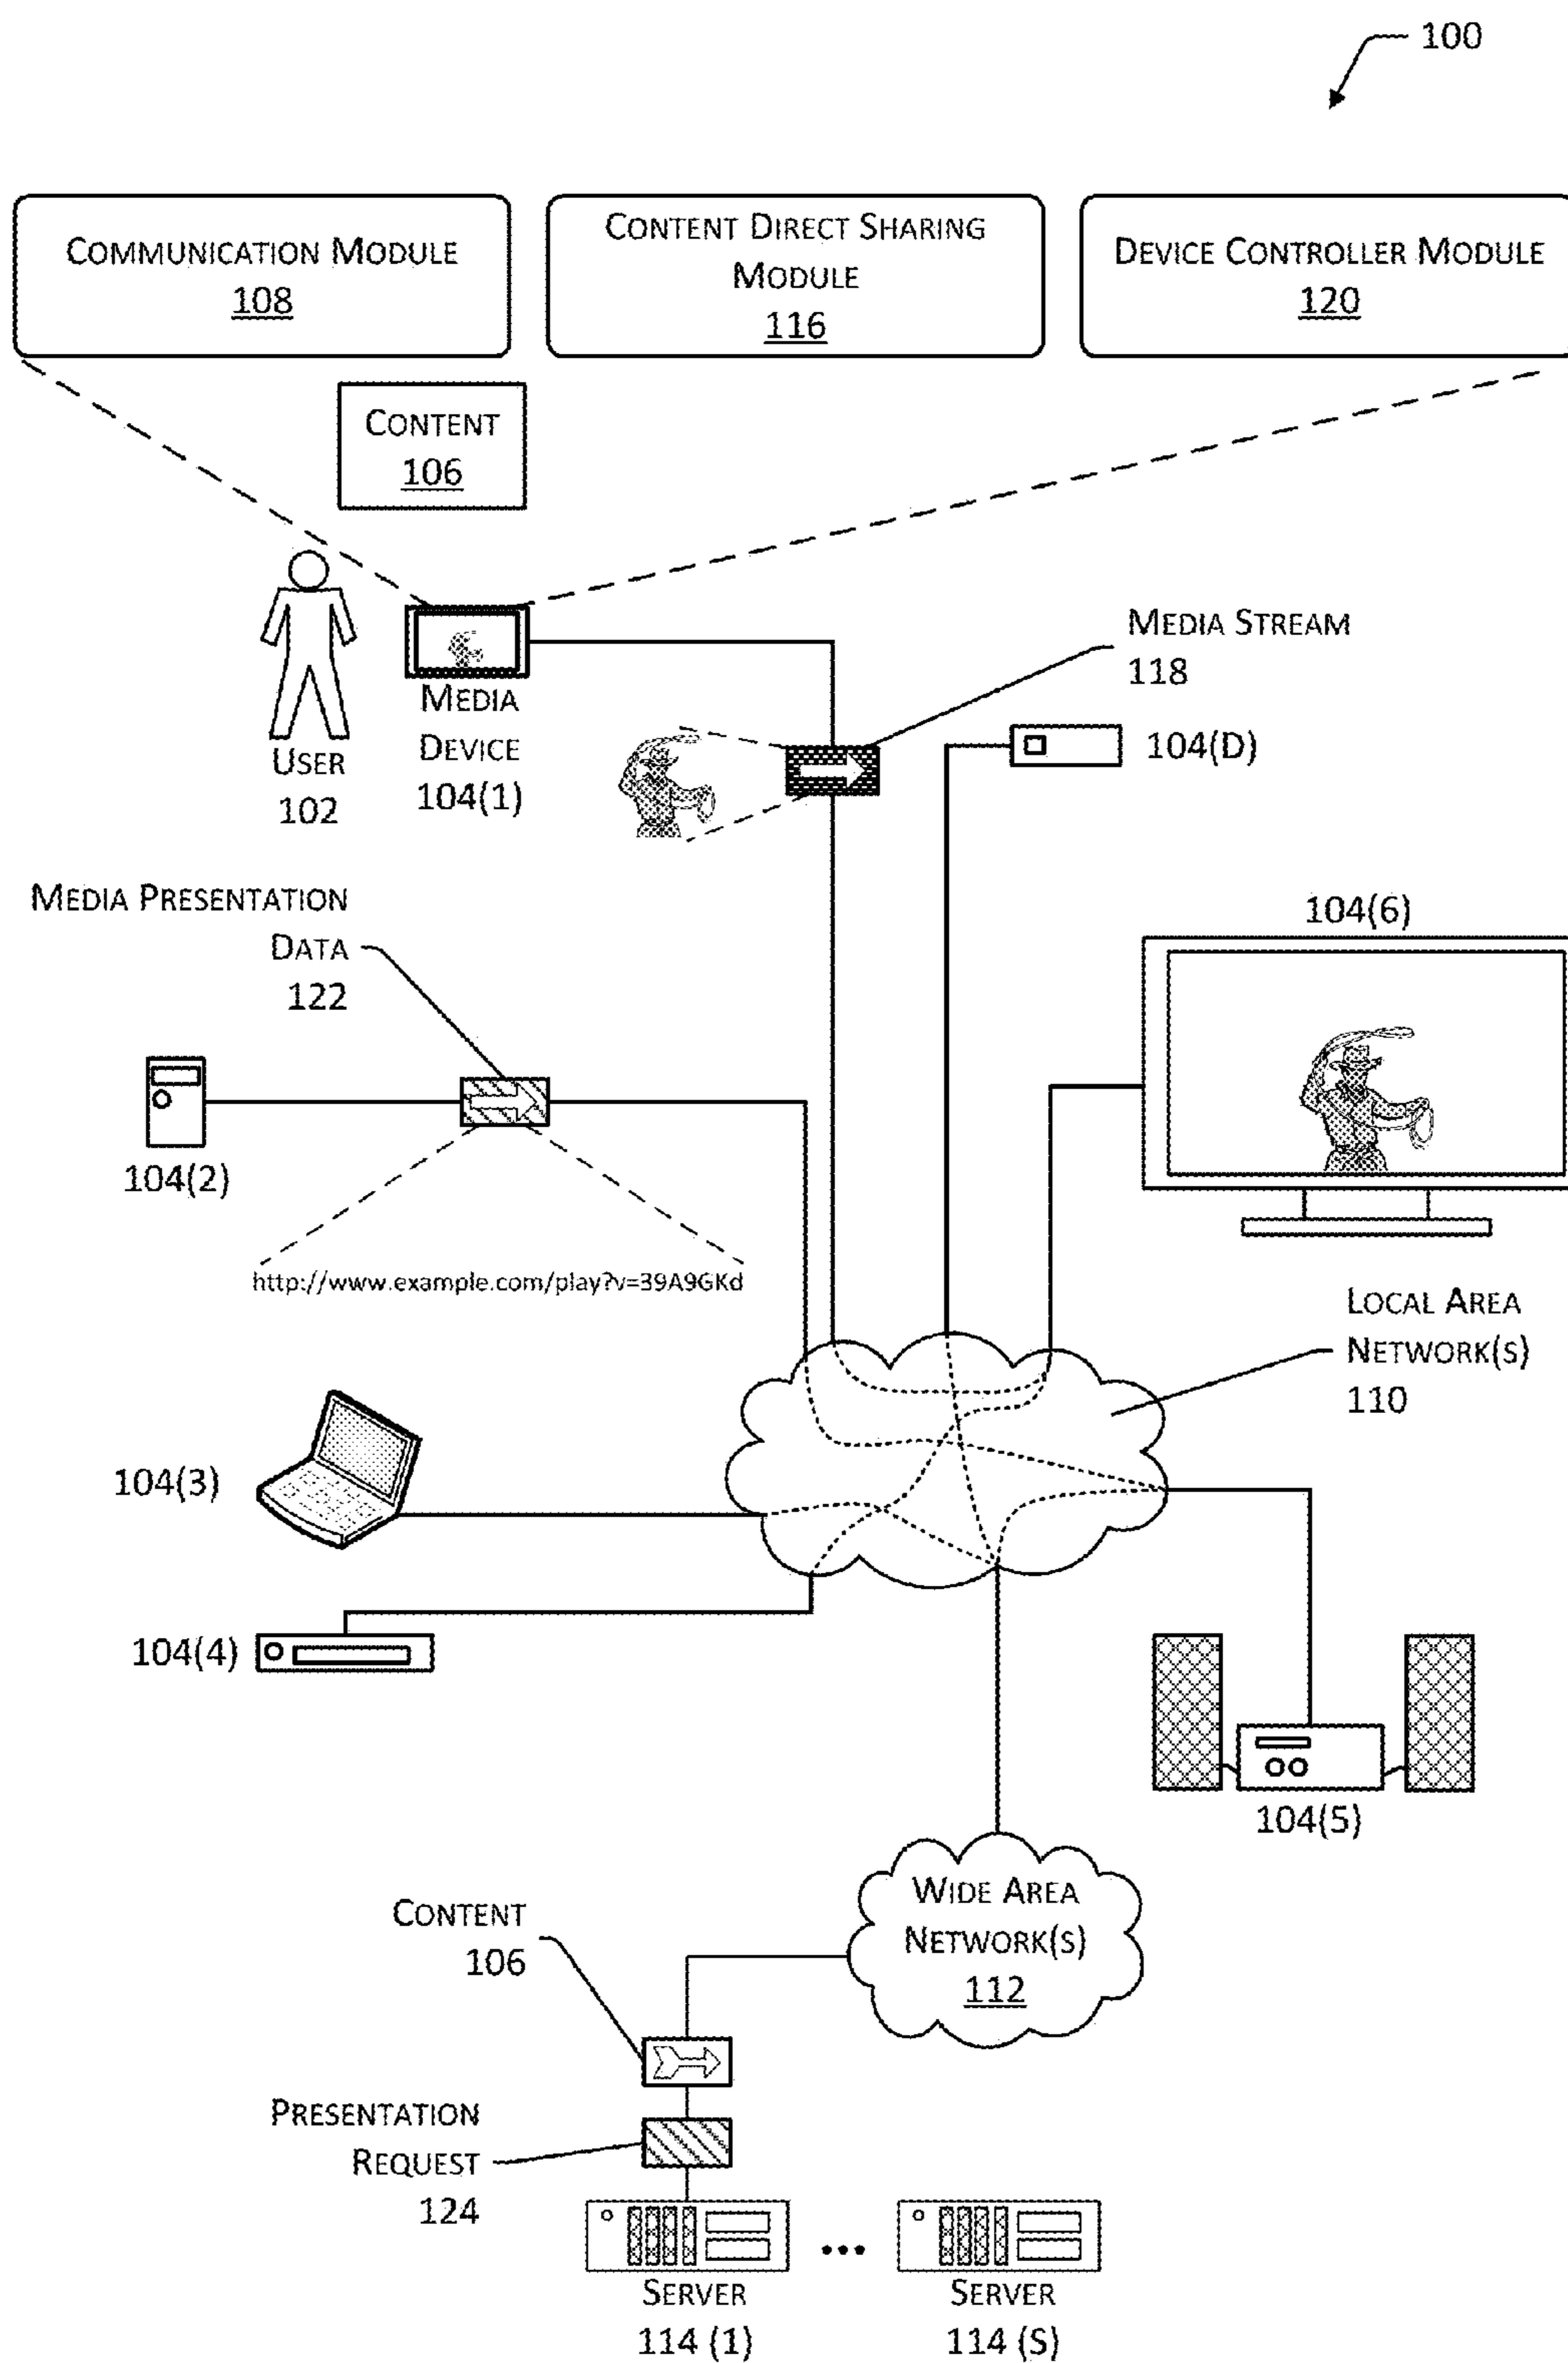 100
COMMUNICATION MODULE
108
CONTENT DIRECT SHARING
MODULE
116
DEVICE CONTROLLER MODULE
120
CONTENT
106
USER
102
MEDIA
DEVICE
104(1)
MEDIA STREAM
118
104(D)
MEDIA PRESENTATION
DATA
122
104(6)
104(2)
http://www.example.com/play?v=39A9GKd
LOCAL AREA
NETWORK(S)
110
104(3)
104(4)
104(5)
WIDE AREA
NETWORK(S)
112
CONTENT
106
PRESENTATION
REQUEST
124
SERVER
114 (1)
...
SERVER
114 (S)